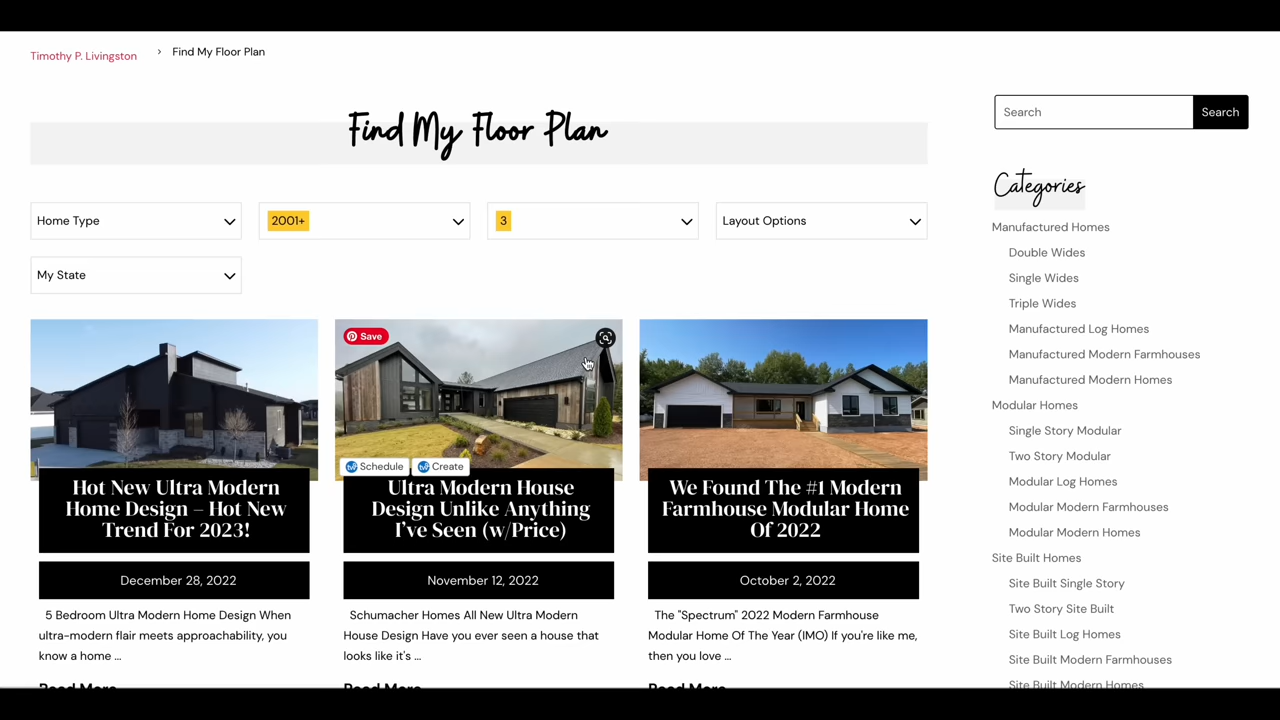 Timothy P. Livingston > Find My Floor Plan
Find My Floor Plan
Search Search
Categories
Home Type 2001+ 3 Layout Options
My State
Save
Schedule Create
Hot New Ultra Modern
Home Design – Hot New
Trend For 2023!
December 28, 2022
5 Bedroom Ultra Modern Home Design When
ultra-modern flair meets approachability, you
know a home ...
Read More
Ultra Modern House
Design Unlike Anything
I've Seen (w/Price)
November 12, 2022
Schumacher Homes All New Ultra Modern
House Design Have you ever seen a house that
looks like it's ...
Read More
We Found The #1 Modern
Farmhouse Modular Home
Of 2022
October 2, 2022
The "Spectrum" 2022 Modern Farmhouse
Modular Home Of The Year (IMO) If you're like me,
then you love ...
Read More
Manufactured Homes
Double Wides
Single Wides
Triple Wides
Manufactured Log Homes
Manufactured Modern Farmhouses
Manufactured Modern Homes
Modular Homes
Single Story Modular
Two Story Modular
Modular Log Homes
Modular Modern Farmhouses
Modular Modern Homes
Site Built Homes
Site Built Single Story
Two Story Site Built
Site Built Log Homes
Site Built Modern Farmhouses
Site Built Modern Homes